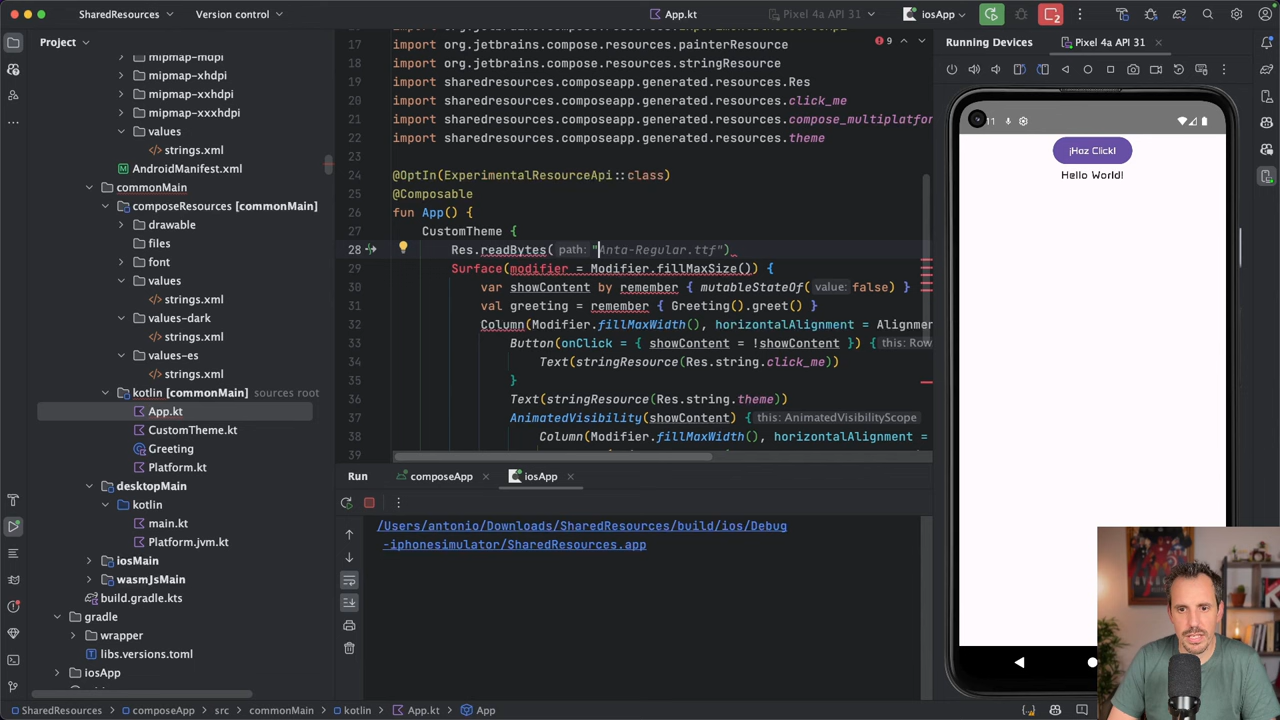 SharedResources
Version control
App.kt
Pixel 4a API 31
iosApp
2
Project
mipmap-mdpi
mipmap-xhdpi
mipmap-xxhdpi
mipmap-xxxhdpi
values
strings.xml
AndroidManifest.xml
commonMain
composeResources [commonMain]
drawable
files
font
values
strings.xml
values-dark
strings.xml
values-es
strings.xml
kotlin [commonMain] sources root
App.kt
CustomTheme.kt
Greeting
Platform.kt
desktopMain
kotlin
main.kt
Platform.jvm.kt
iosMain
wasmJsMain
build.gradle.kts
gradle
wrapper
libs.versions.toml
iosApp
9
17 import org.jetbrains.compose.resources.painterResource
18 import org.jetbrains.compose.resources.stringResource
19 import sharedresources.composeapp.generated.resources.Res
20 import sharedresources.composeapp.generated.resources.click_me
21 import sharedresources.composeapp.generated.resources.compose_multiplatfor
22 import sharedresources.composeapp.generated.resources.theme
23
24 @OptIn(ExperimentalResourceApi::class)
25 @Composable
26 fun App() {
27 CustomTheme {
28 Res.readBytes( path: "Anta-Regular.ttf")
29 Surface(modifier = Modifier.fillMaxSize()) {
30 var showContent by remember { mutableStateOf( value: false) }
31 val greeting = remember { Greeting().greet() }
32 Column(Modifier.fillMaxWidth(), horizontalAlignment = Alignmen
33 Button(onClick = { showContent = !showContent }) { this: Row
34 Text(stringResource(Res.string.click_me))
35 }
36 Text(stringResource(Res.string.theme))
37 AnimatedVisibility(showContent) { this: AnimatedVisibilityScope
38 Column(Modifier.fillMaxWidth(), horizontalAlignment =
39
Run
composeApp
iosApp
/Users/antonio/Downloads/SharedResources/build/ios/Debug
-iphonesimulator/SharedResources.app
Running Devices
Pixel 4a API 31
11
¡Haz Click!
Hello World!
SharedResources
composeApp
src
commonMain
kotlin
App.kt
App